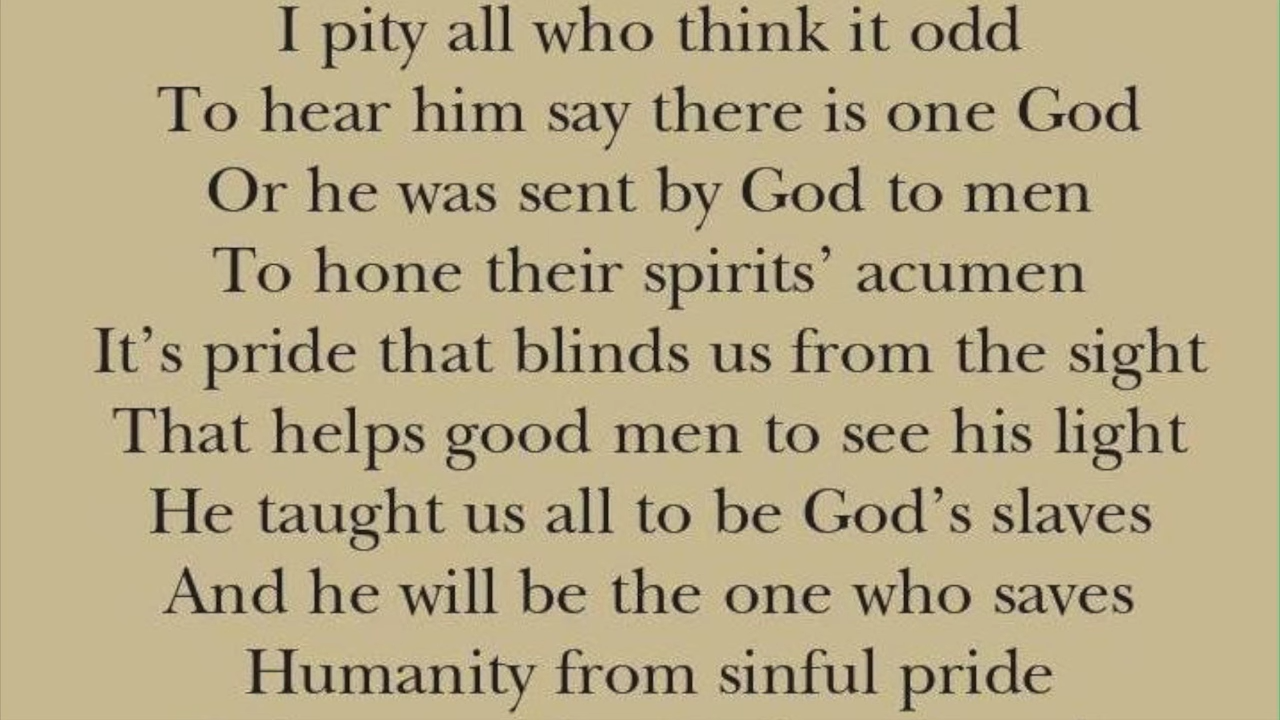 I pity all who think it odd
To hear him say there is one God
Or he was sent by God to men
To hone their spirits’ acumen
It’s pride that blinds us from the sight
That helps good men to see his light
He taught us all to be God’s slaves
And he will be the one who saves
Humanity from sinful pride